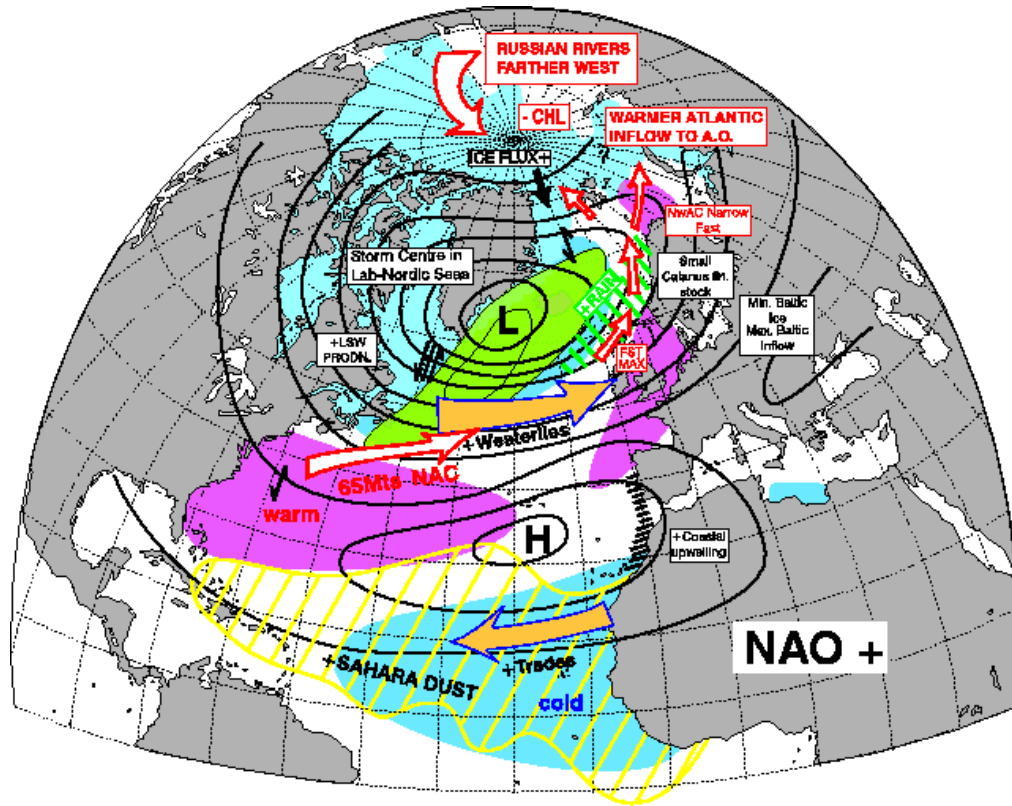 RUSSIAN RIVERS
FARTHER WEST
- CHL
WARMER ATLANTIC
INFLOW TO A.O.
ICE FLUX+
NwAC Narrow
Fast
Storm Centre in
Lab-Nordic Seas
Small
Calanus fin.
stock
+RAIN
Min. Baltic
Ice
Max. Baltic
Inflow
L
+LSW
PRODN.
FST
MAX
+ Westerlies
65Mts NAC
warm
H
+Coastal
upwelling
NAO +
+SAHARA DUST
+Trades
cold